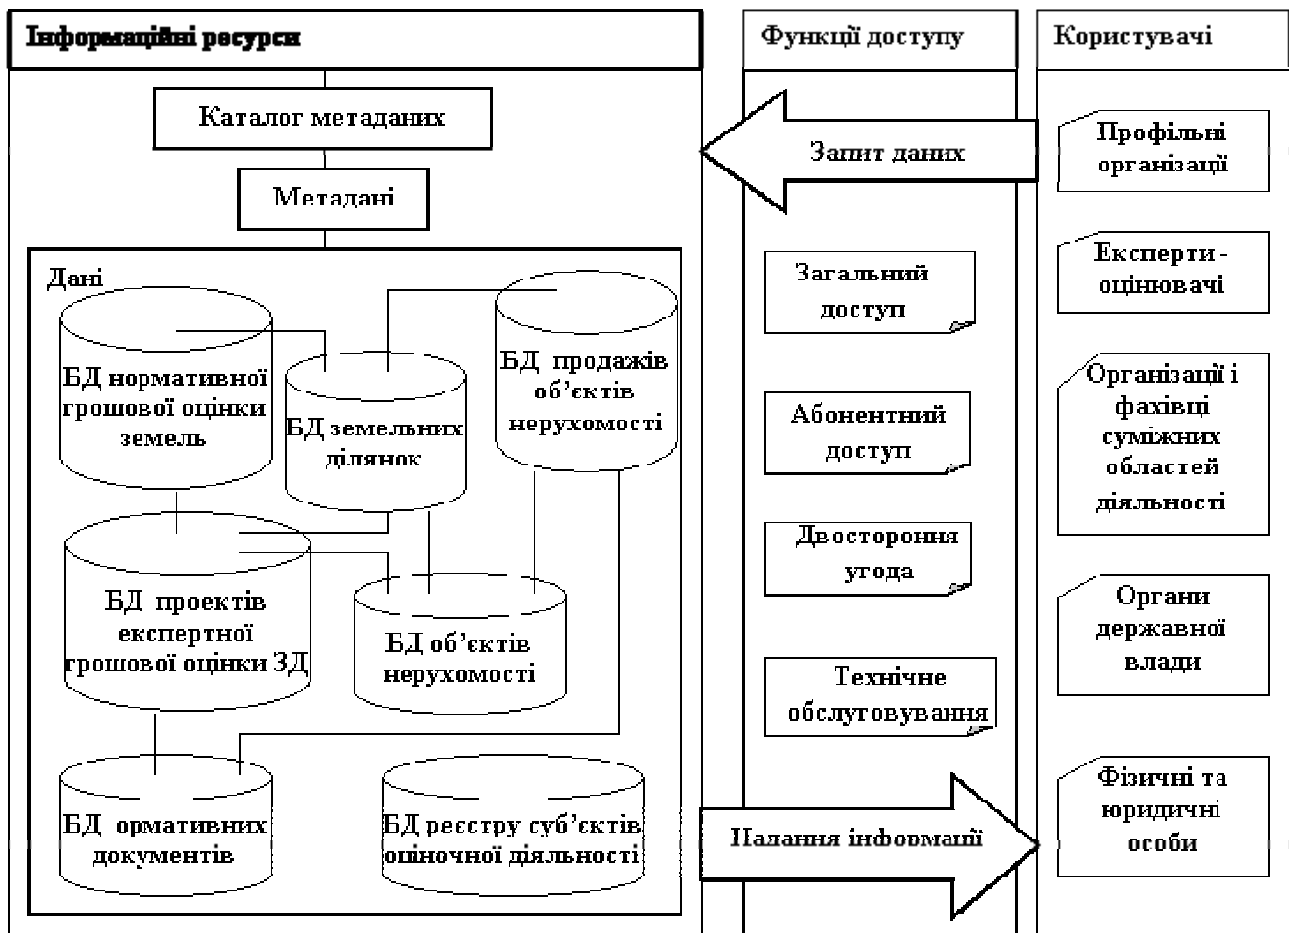 Інформаційні ресурси
Функції доступу
Користувачі
Каталог метаданих
Метадані
Запит даних
Профільні
організації
Дані
БД нормативної
грошової оцінки
земель
БД земельних
ділянок
БД продажів
об’єктів
нерухомості
БД проектів
експертної
грошової оцінки ЗД
БД об’єктів
нерухомості
БД ормативних
документів
БД реєстру суб’єктів
оціночної діяльності
Загальний
доступ
Абонентний
доступ
Двостороння
угода
Технічне
обслуговування
Надання інформації
Експерти-
оцінювачі
Організації і
фахівці
суміжних
областей
діяльності
Органи
державної
влади
Фізичні та
юридичні
особи